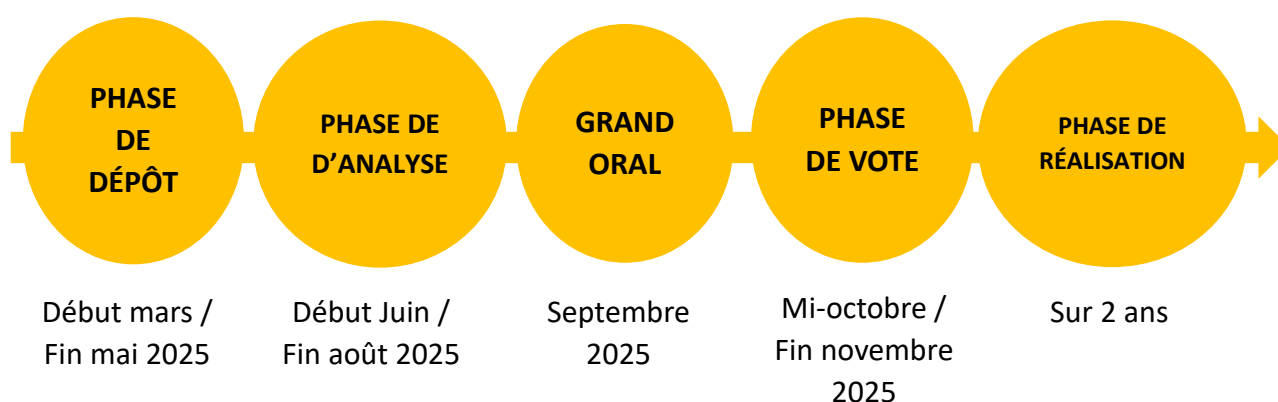 PHASE
DE
DÉPÔT
PHASE DE
D’ANALYSE
GRAND
ORAL
PHASE
DE VOTE
PHASE DE
RÉALISATION
Début mars /
Fin mai 2025
Début Juin /
Fin août 2025
Septembre
2025
Mi-octobre /
Fin novembre
2025
Sur 2 ans